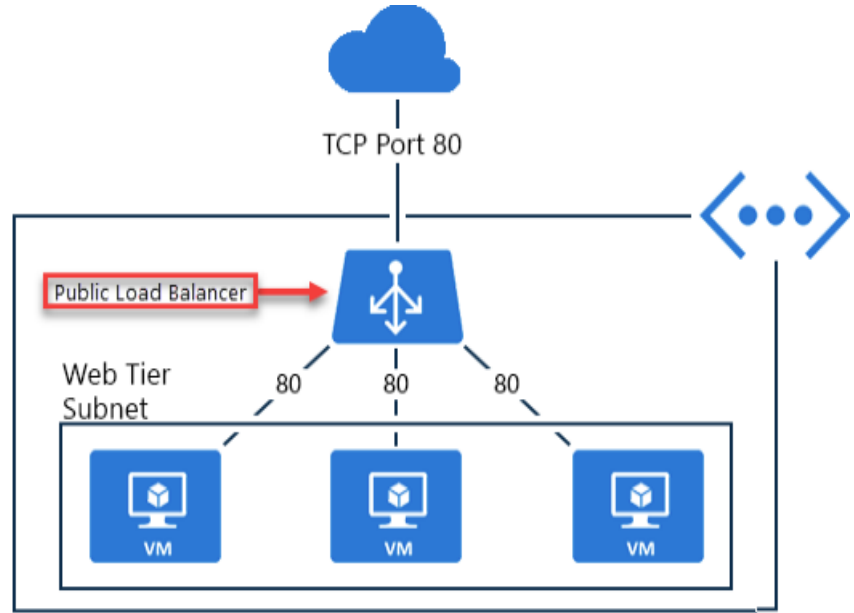 TCP Port 80
Public Load Balancer
Web Tier
Subnet
80
80
80
VM
VM
VM